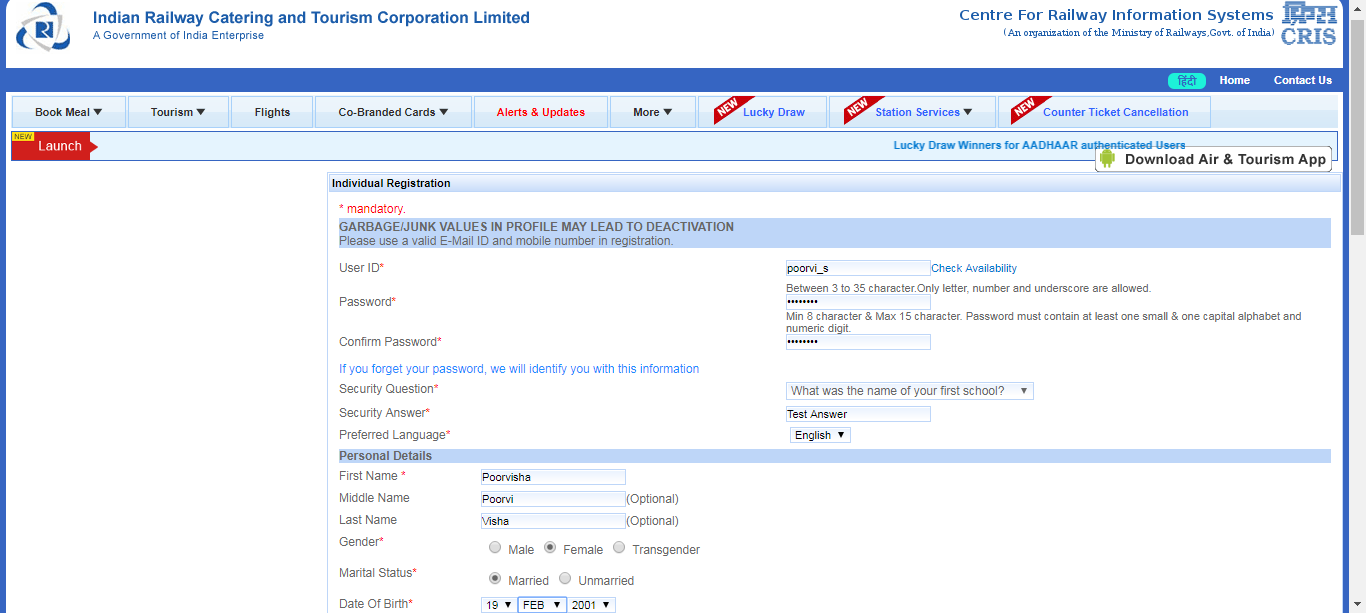 Indian Railway Catering and Tourism Corporation Limited
A Government of India Enterprise
Centre For Railway Information Systems
(An organization of the Ministry of Railways,Govt. of India)
क्रिस
CRIS
हिंदी Home Contact Us
Book Meal ▼ Tourism ▼ Flights Co-Branded Cards ▼ Alerts & Updates More ▼ NEW Lucky Draw NEW Station Services ▼ NEW Counter Ticket Cancellation
NEW
Launch
Lucky Draw Winners for AADHAAR authenticated Users
Download Air & Tourism App
Individual Registration
* mandatory.
GARBAGE/JUNK VALUES IN PROFILE MAY LEAD TO DEACTIVATION
Please use a valid E-Mail ID and mobile number in registration.
User ID* poorvi_s Check Availability
Between 3 to 35 character.Only letter, number and underscore are allowed.
Password* ••••••••
Min 8 character & Max 15 character. Password must contain at least one small & one capital alphabet and
numeric digit.
Confirm Password* ••••••••
If you forget your password, we will identify you with this information
Security Question* What was the name of your first school? ▼
Security Answer* Test Answer
Preferred Language* English ▼
Personal Details
First Name * Poorvisha
Middle Name Poorvi (Optional)
Last Name Visha (Optional)
Gender* Male Female Transgender
Marital Status* Married Unmarried
Date Of Birth* 19 ▼ FEB ▼ 2001 ▼